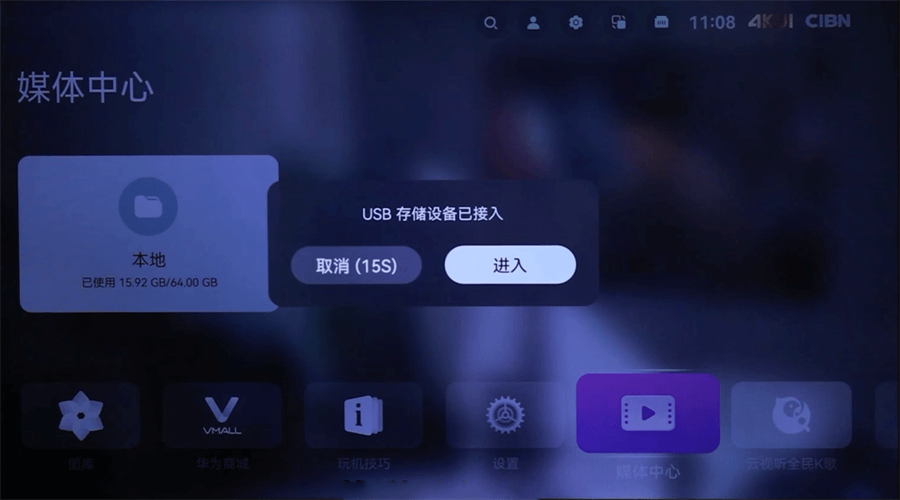 11:08 CIBN
媒体中心
USB 存储设备已接入
取消 (15S)
进入
本地
已使用 15.92 GB/64.00 GB
VMALL
图库
华为商城
玩机技巧
设置
媒体中心
云视听全民K歌